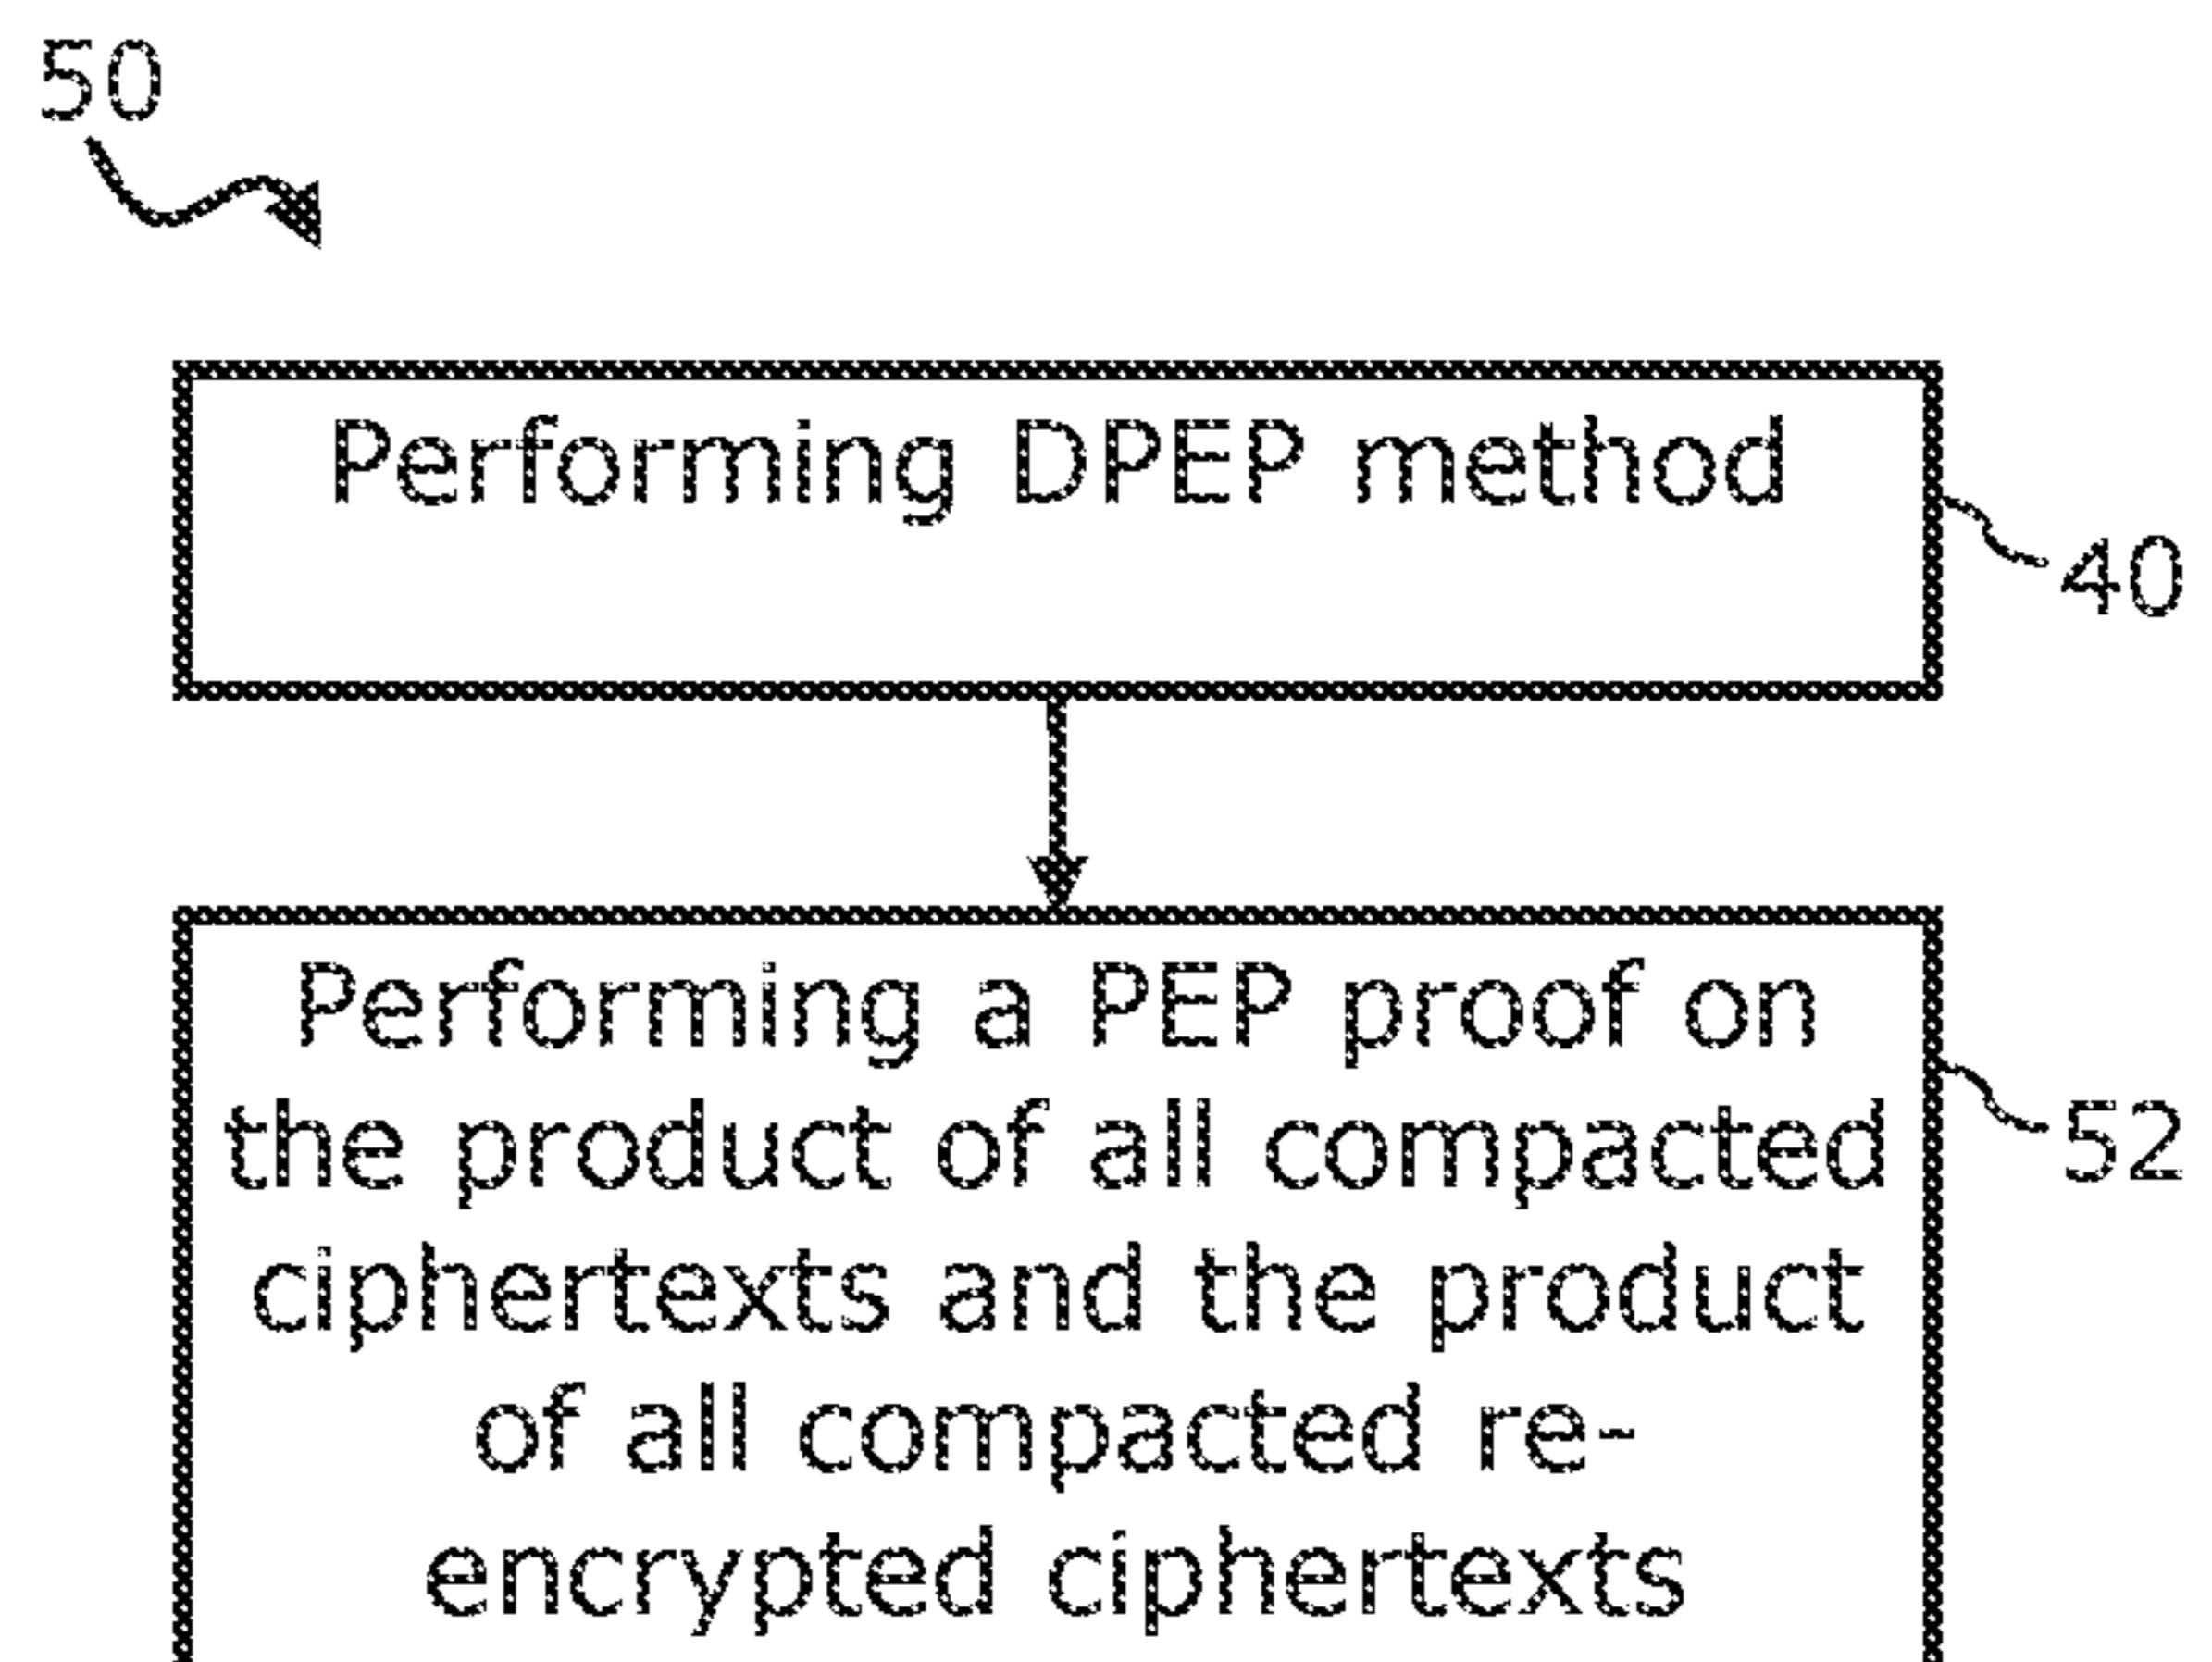 50
Performing DPEP method
40
Performing a PEP proof on
the product of all compacted
52
ciphertexts and the product
of all compacted re-
encrypted ciphertexts